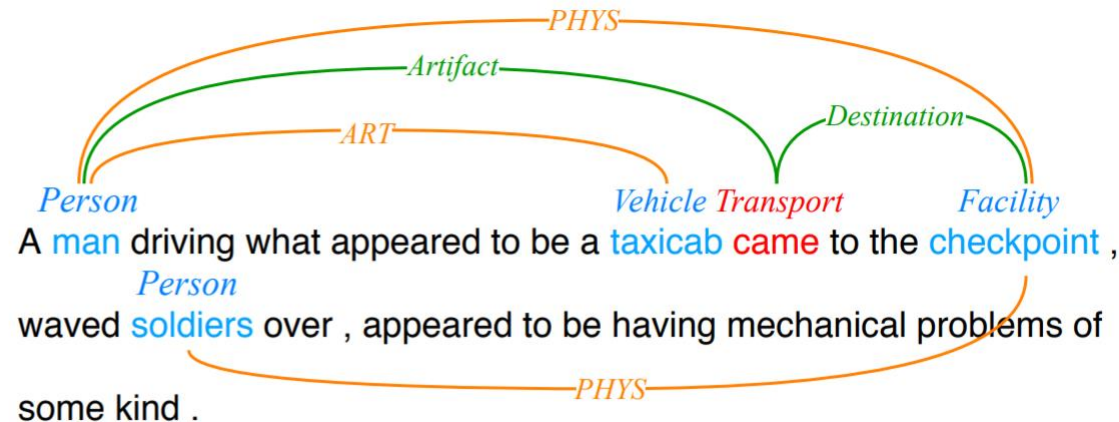 PHYS
Artifact
Destination
ART
Person Vehicle Transport Facility
A man driving what appeared to be a taxicab came to the checkpoint ,
Person
waved soldiers over , appeared to be having mechanical problems of
PHYS
some kind .